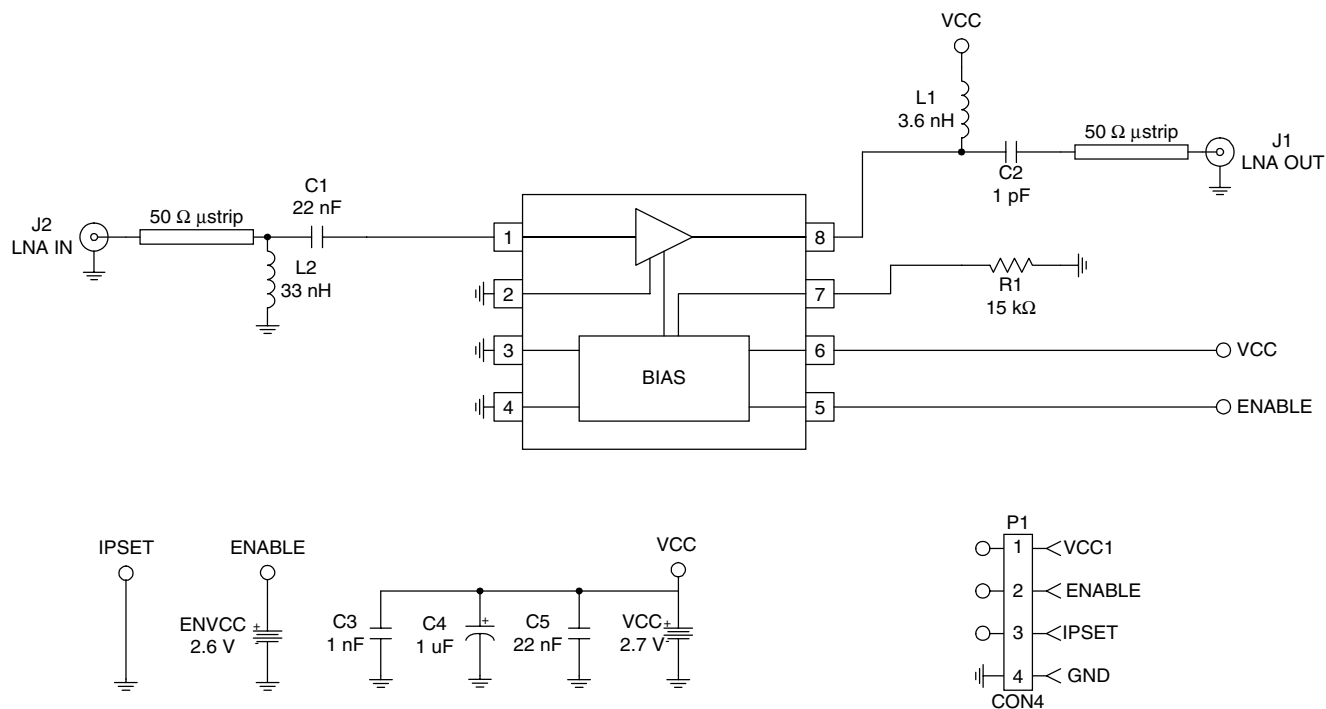 VCC
L1
3.6 nH
50 Ω μstrip
J1
LNA OUT
C2
1 pF
C1
22 nF
50 Ω μstrip
J2
LNA IN
L2
33 nH
1
8
2
7
R1
15 kΩ
3
6
VCC
BIAS
4
5
ENABLE
IPSET
ENABLE
ENVCC
+
-
2.6 V
VCC
C3
1 nF
C4
+
1 uF
C5
22 nF
VCC
+
-
2.7 V
P1
1
VCC1
2
ENABLE
3
IPSET
4
GND
CON4